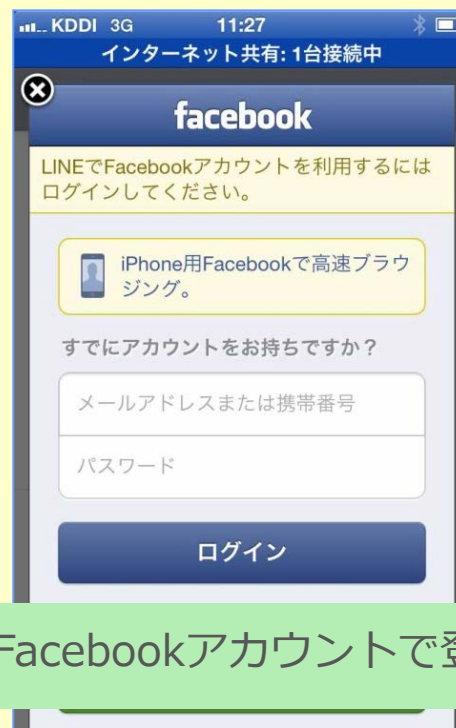 KDDI 3G 11:27
インターネット共有: 1台接続中
facebook
LINEでFacebookアカウントを利用するには
ログインしてください。
iPhone用Facebookで高速ブラウ
ジング。
すでにアカウントをお持ちですか?
メールアドレスまたは携帯番号
パスワード
ログイン
Facebookアカウントで登